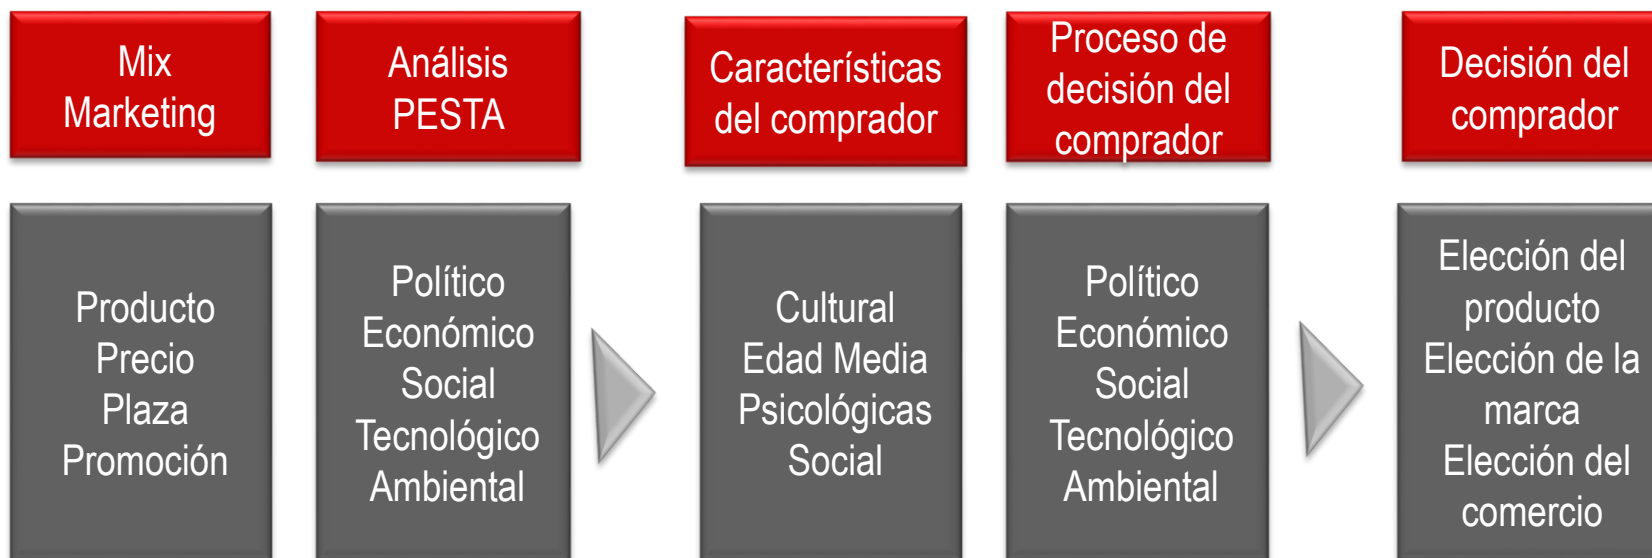 Mix
Marketing
Análisis
PESTA
Características
del comprador
Proceso de
decisión del
comprador
Decisión del
comprador
Producto
Precio
Plaza
Promoción
Político
Económico
Social
Tecnológico
Ambiental
Cultural
Edad Media
Psicológicas
Social
Político
Económico
Social
Tecnológico
Ambiental
Elección del
producto
Elección de la
marca
Elección del
comercio